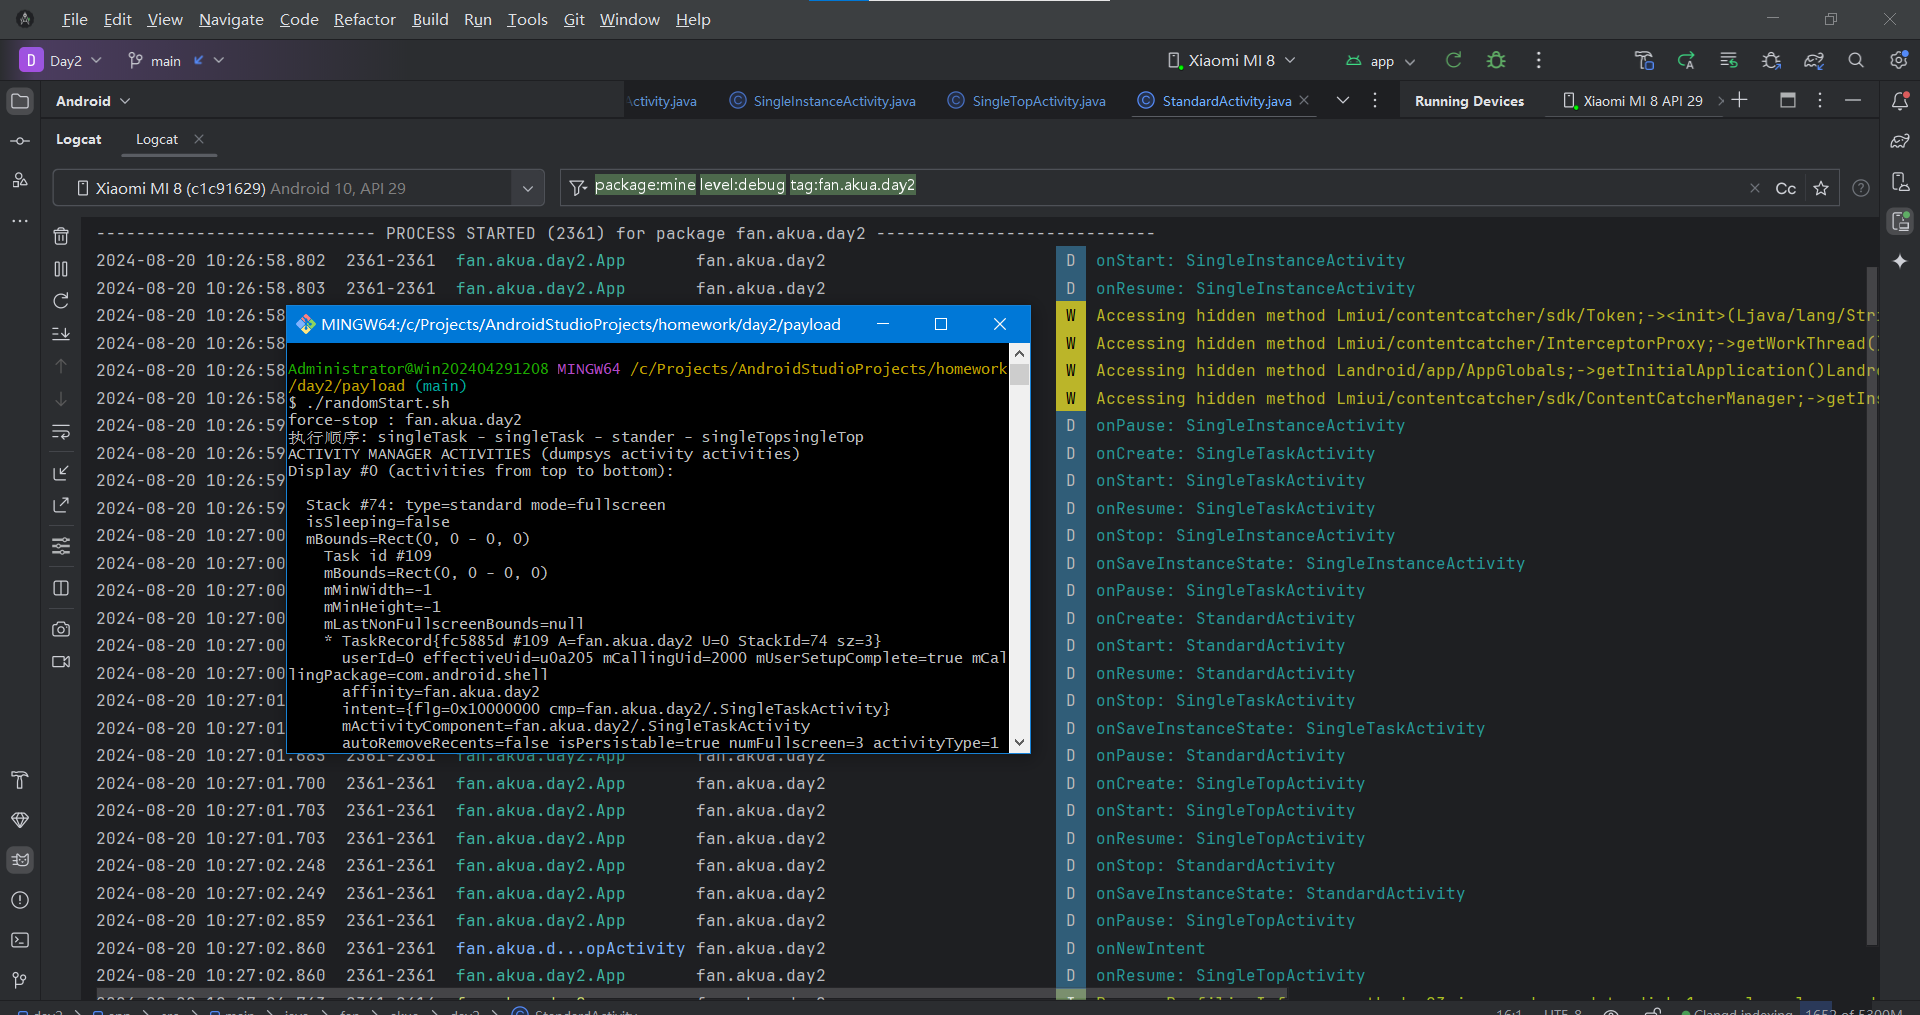 File Edit View Navigate Code Refactor Build Run Tools Git Window Help
D Day2 main Xiaomi MI 8 app
Android
SingleInstanceActivity.java SingleTopActivity.java StandardActivity.java Running Devices Xiaomi MI 8 API 29
Logcat Logcat
Xiaomi MI 8 (c1c91629) Android 10, API 29 package:mine level:debug tag:fan.akua.day2 Cc
---------------------------- PROCESS STARTED (2361) for package fan.akua.day2 ----------------------------
2024-08-20 10:26:58.802 2361-2361 fan.akua.day2.App fan.akua.day2 D onStart: SingleInstanceActivity
2024-08-20 10:26:58.803 2361-2361 fan.akua.day2.App fan.akua.day2 D onResume: SingleInstanceActivity
2024-08-20 10:26:58 W Accessing hidden method Lmiui/contentcatcher/sdk/Token;-><init>(Ljava/lang/Str
2024-08-20 10:26:58 W Accessing hidden method Lmiui/contentcatcher/InterceptorProxy;->getWorkThread(
2024-08-20 10:26:58 W Accessing hidden method Landroid/app/AppGlobals;->getInitialApplication()Landr
2024-08-20 10:26:58 W Accessing hidden method Lmiui/contentcatcher/sdk/ContentCatcherManager;->getIn
2024-08-20 10:26:58 D onPause: SingleInstanceActivity
2024-08-20 10:26:59 D onCreate: SingleTaskActivity
2024-08-20 10:26:59 D onStart: SingleTaskActivity
2024-08-20 10:26:59 D onResume: SingleTaskActivity
2024-08-20 10:27:00 D onStop: SingleInstanceActivity
2024-08-20 10:27:00 D onSaveInstanceState: SingleInstanceActivity
2024-08-20 10:27:00 D onPause: SingleTaskActivity
2024-08-20 10:27:00 D onCreate: StandardActivity
2024-08-20 10:27:00 D onStart: StandardActivity
2024-08-20 10:27:00 D onResume: StandardActivity
2024-08-20 10:27:01 D onStop: SingleTaskActivity
2024-08-20 10:27:01 D onSaveInstanceState: SingleTaskActivity
2024-08-20 10:27:01.685 2361-2361 fan.akua.day2.App fan.akua.day2 D onPause: StandardActivity
2024-08-20 10:27:01.700 2361-2361 fan.akua.day2.App fan.akua.day2 D onCreate: SingleTopActivity
2024-08-20 10:27:01.703 2361-2361 fan.akua.day2.App fan.akua.day2 D onStart: SingleTopActivity
2024-08-20 10:27:01.703 2361-2361 fan.akua.day2.App fan.akua.day2 D onResume: SingleTopActivity
2024-08-20 10:27:02.248 2361-2361 fan.akua.day2.App fan.akua.day2 D onStop: StandardActivity
2024-08-20 10:27:02.249 2361-2361 fan.akua.day2.App fan.akua.day2 D onSaveInstanceState: StandardActivity
2024-08-20 10:27:02.859 2361-2361 fan.akua.day2.App fan.akua.day2 D onPause: SingleTopActivity
2024-08-20 10:27:02.860 2361-2361 fan.akua.d...opActivity fan.akua.day2 D onNewIntent
2024-08-20 10:27:02.860 2361-2361 fan.akua.day2.App fan.akua.day2 D onResume: SingleTopActivity
MINGW64:/c/Projects/AndroidStudioProjects/homework/day2/payload
Administrator@Win202404291208 MINGW64 /c/Projects/AndroidStudioProjects/homework
/day2/payload (main)
$ ./randomStart.sh
force-stop : fan.akua.day2
执行顺序: singleTask - singleTask - stander - singleTopsingleTop
ACTIVITY MANAGER ACTIVITIES (dumpsys activity activities)
Display #0 (activities from top to bottom):
Stack #74: type=standard mode=fullscreen
isSleeping=false
mBounds=Rect(0, 0 - 0, 0)
Task id #109
mBounds=Rect(0, 0 - 0, 0)
mMinWidth=-1
mMinHeight=-1
mLastNonFullscreenBounds=null
* TaskRecord{fc5885d #109 A=fan.akua.day2 U=0 StackId=74 sz=3}
userId=0 effectiveUid=u0a205 mCallingUid=2000 mUserSetupComplete=true mCal
lingPackage=com.android.shell
affinity=fan.akua.day2
intent={flg=0x10000000 cmp=fan.akua.day2/.SingleTaskActivity}
mActivityComponent=fan.akua.day2/.SingleTaskActivity
autoRemoveRecents=false isPersistable=true numFullscreen=3 activityType=1